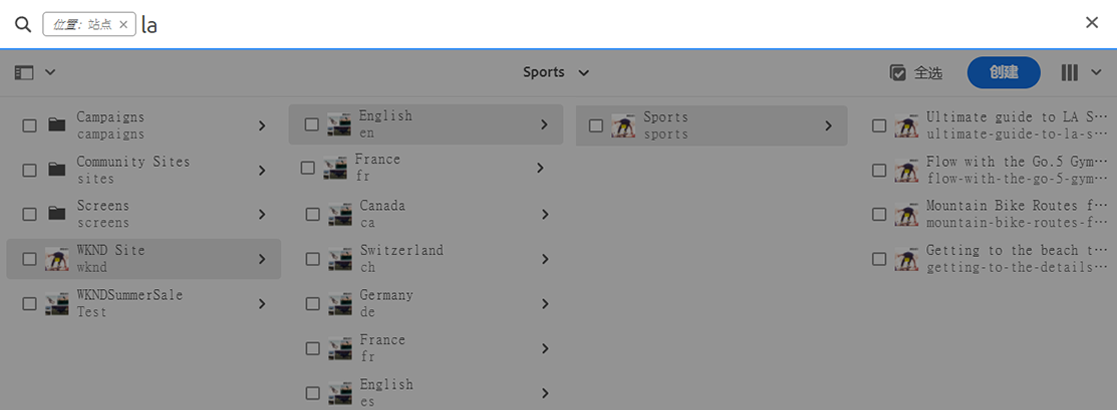 位置：站点 × la
Sports
全选
创建
Campaigns
campaigns
Community Sites
sites
Screens
screens
WKND Site
wknd
WKNDSummerSale
Test
English
en
France
fr
Canada
ca
Switzerland
ch
Germany
de
France
fr
English
es
Sports
sports
Ultimate guide to LA S…
ultimate-guide-to-la-s…
Flow with the Go.5 Gym…
flow-with-the-go-5-gym…
Mountain Bike Routes f…
mountain-bike-routes-f…
Getting to the beach t…
getting-to-the-details…